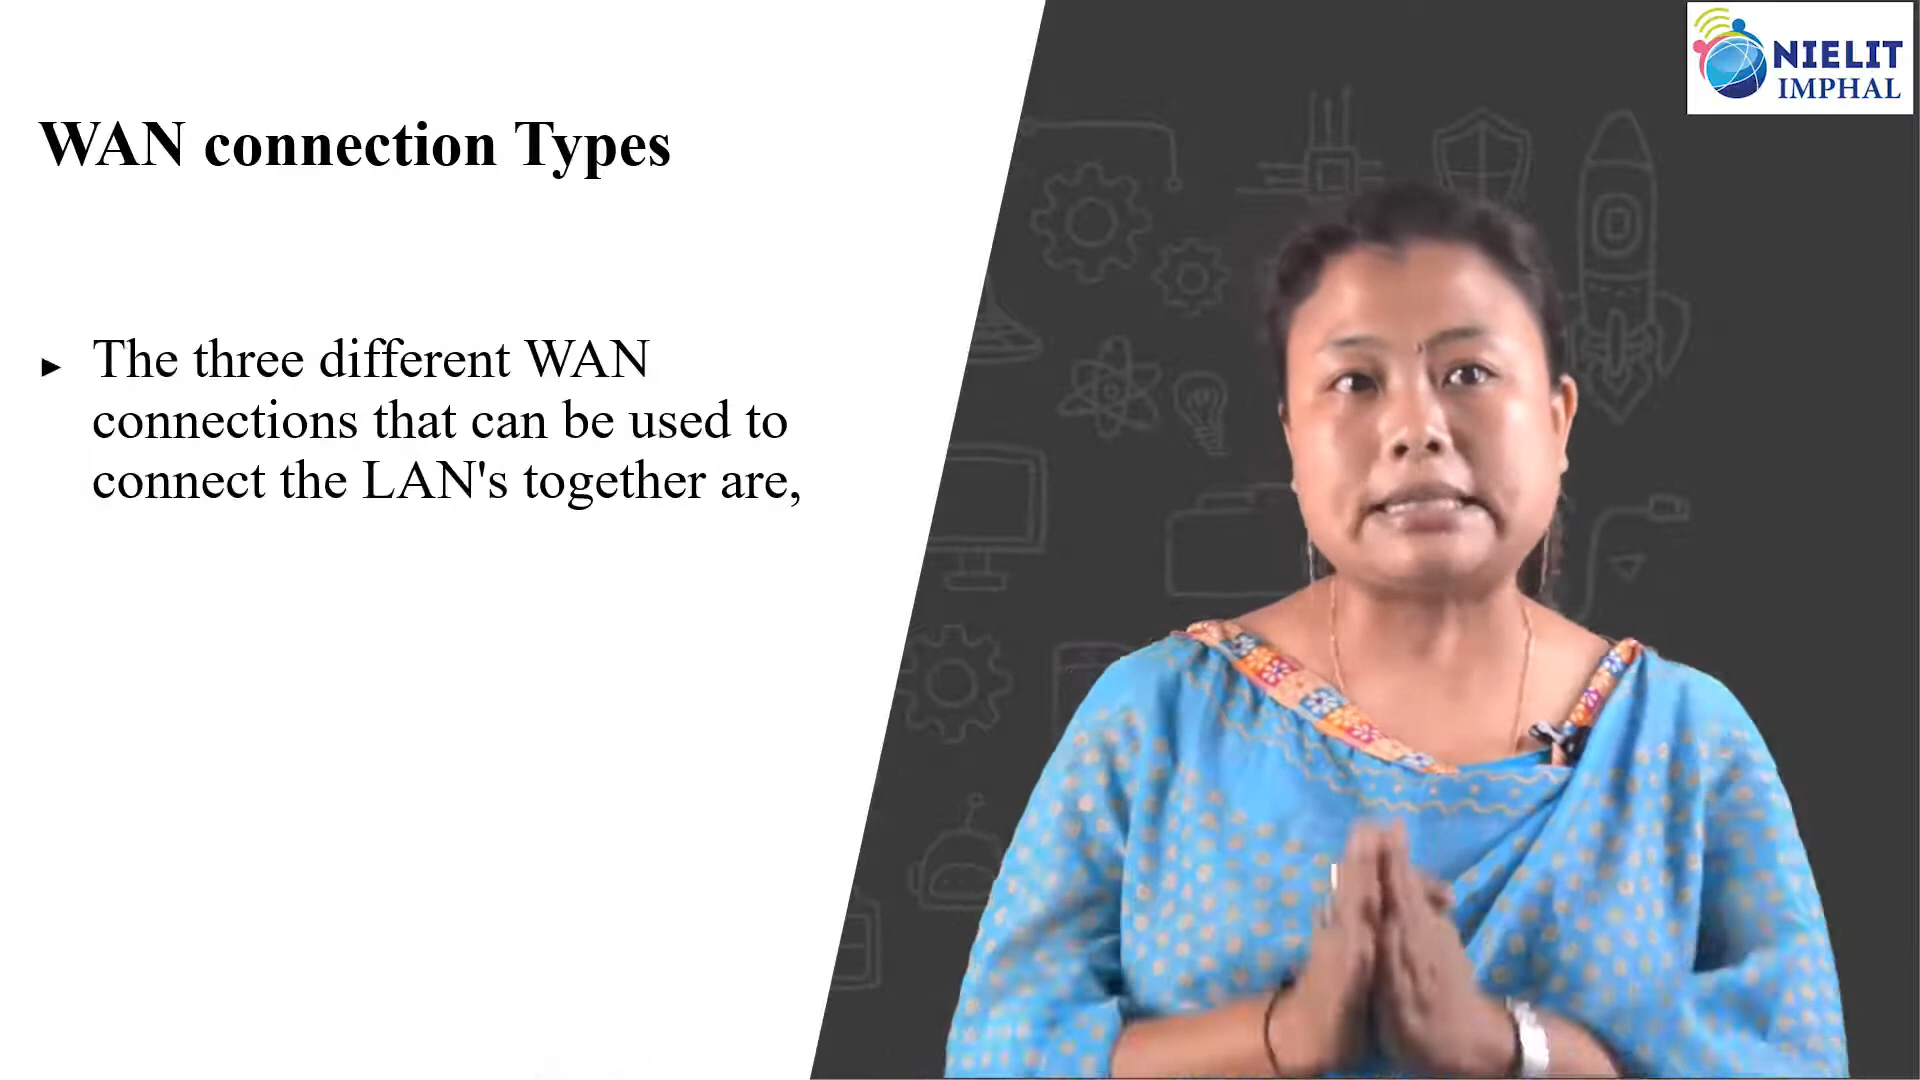 NIELIT
IMPHAL
WAN connection Types
► The three different WAN
connections that can be used to
connect the LAN's together are,